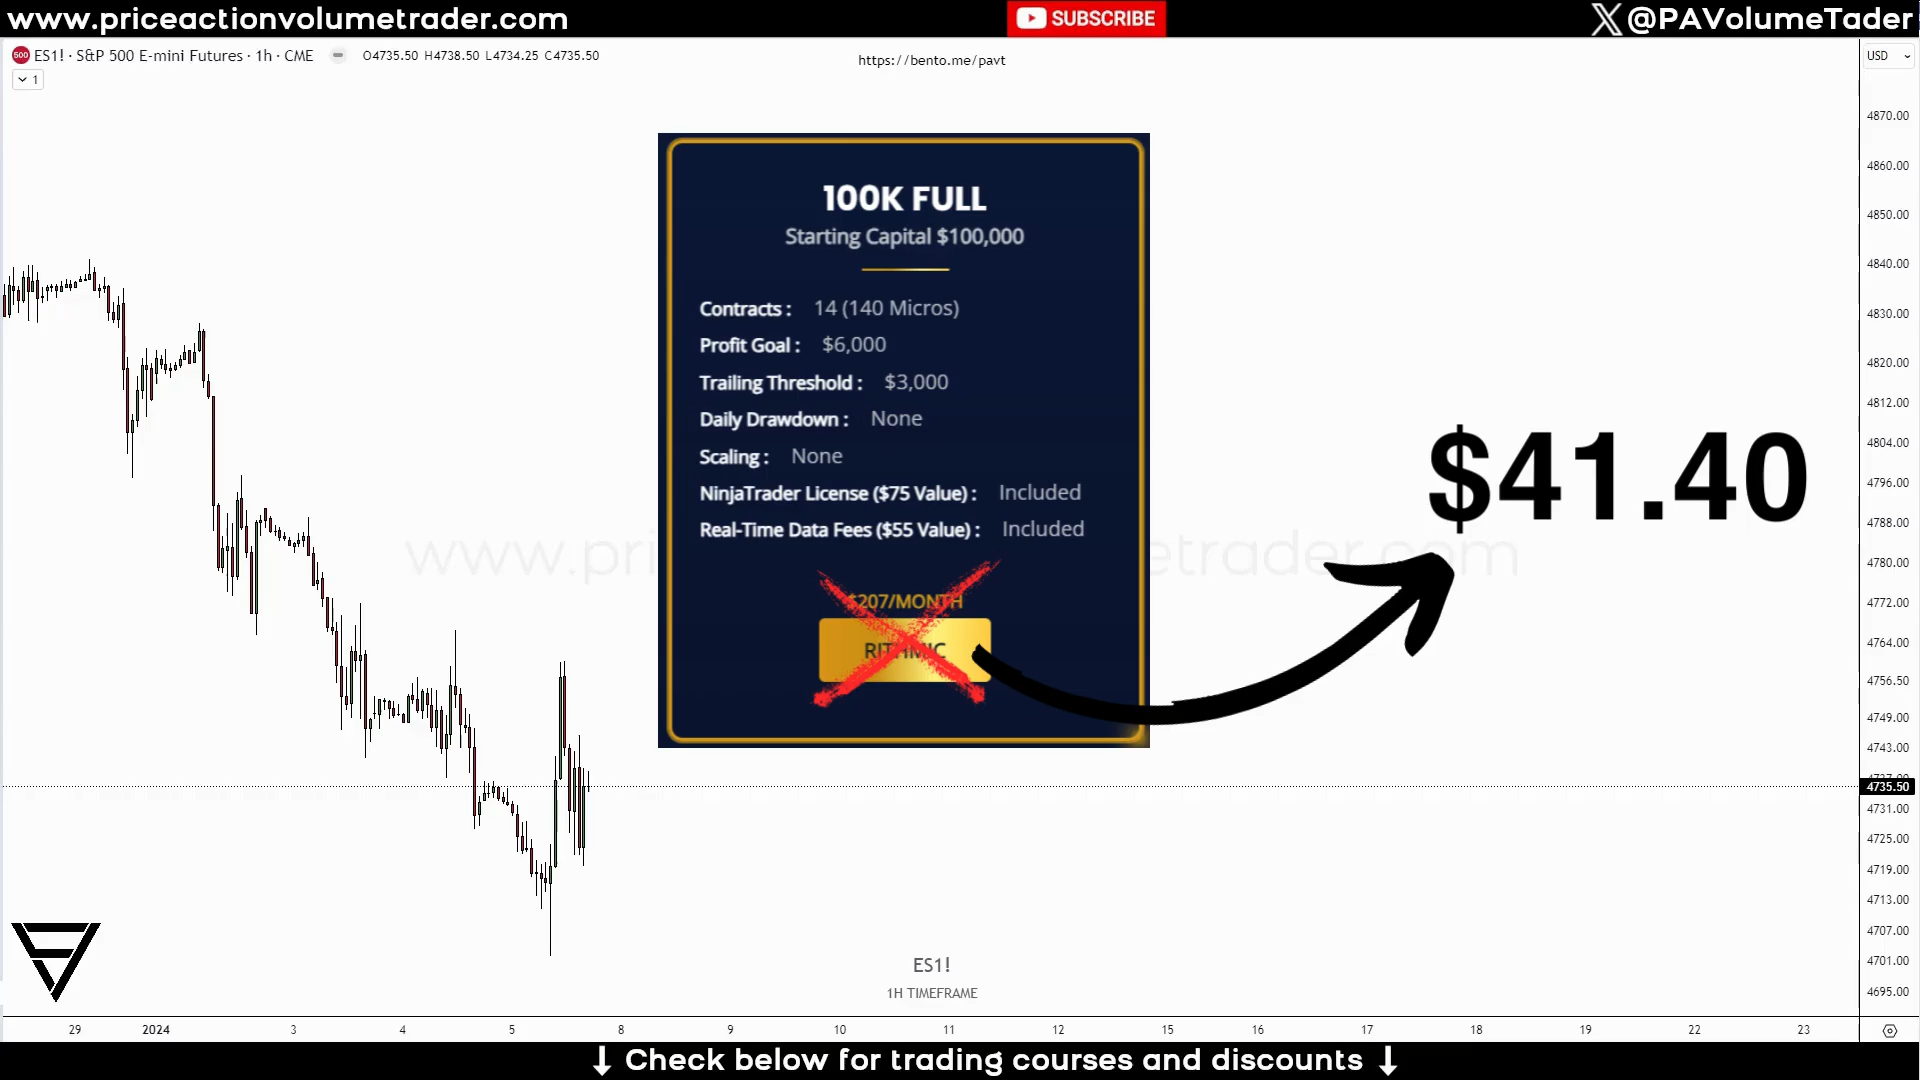 www.priceactionvolumetrader.com
SUBSCRIBE
@PAVolumeTader
500 ES1! · S&P 500 E-mini Futures · 1h · CME
O4735.50 H4738.50 L4734.25 C4735.50
https://bento.me/pavt
USD
1
100K FULL
Starting Capital $100,000
Contracts : 14 (140 Micros)
Profit Goal : $6,000
Trailing Threshold : $3,000
Daily Drawdown : None
Scaling : None
NinjaTrader License ($75 Value) : Included
Real-Time Data Fees ($55 Value) : Included
$207/MONTH
RITHMIC
$41.40
www.pri
etrader.com
4870.00
4860.00
4850.00
4840.00
4830.00
4820.00
4812.00
4804.00
4796.00
4788.00
4780.00
4772.00
4764.00
4756.50
4749.00
4743.00
4735.50
4731.00
4725.00
4719.00
4713.00
4707.00
4701.00
4695.00
ES1!
1H TIMEFRAME
29 2024 3 4 5 8 9 10 11 12 15 16 17 18 19 22 23
↓ Check below for trading courses and discounts ↓